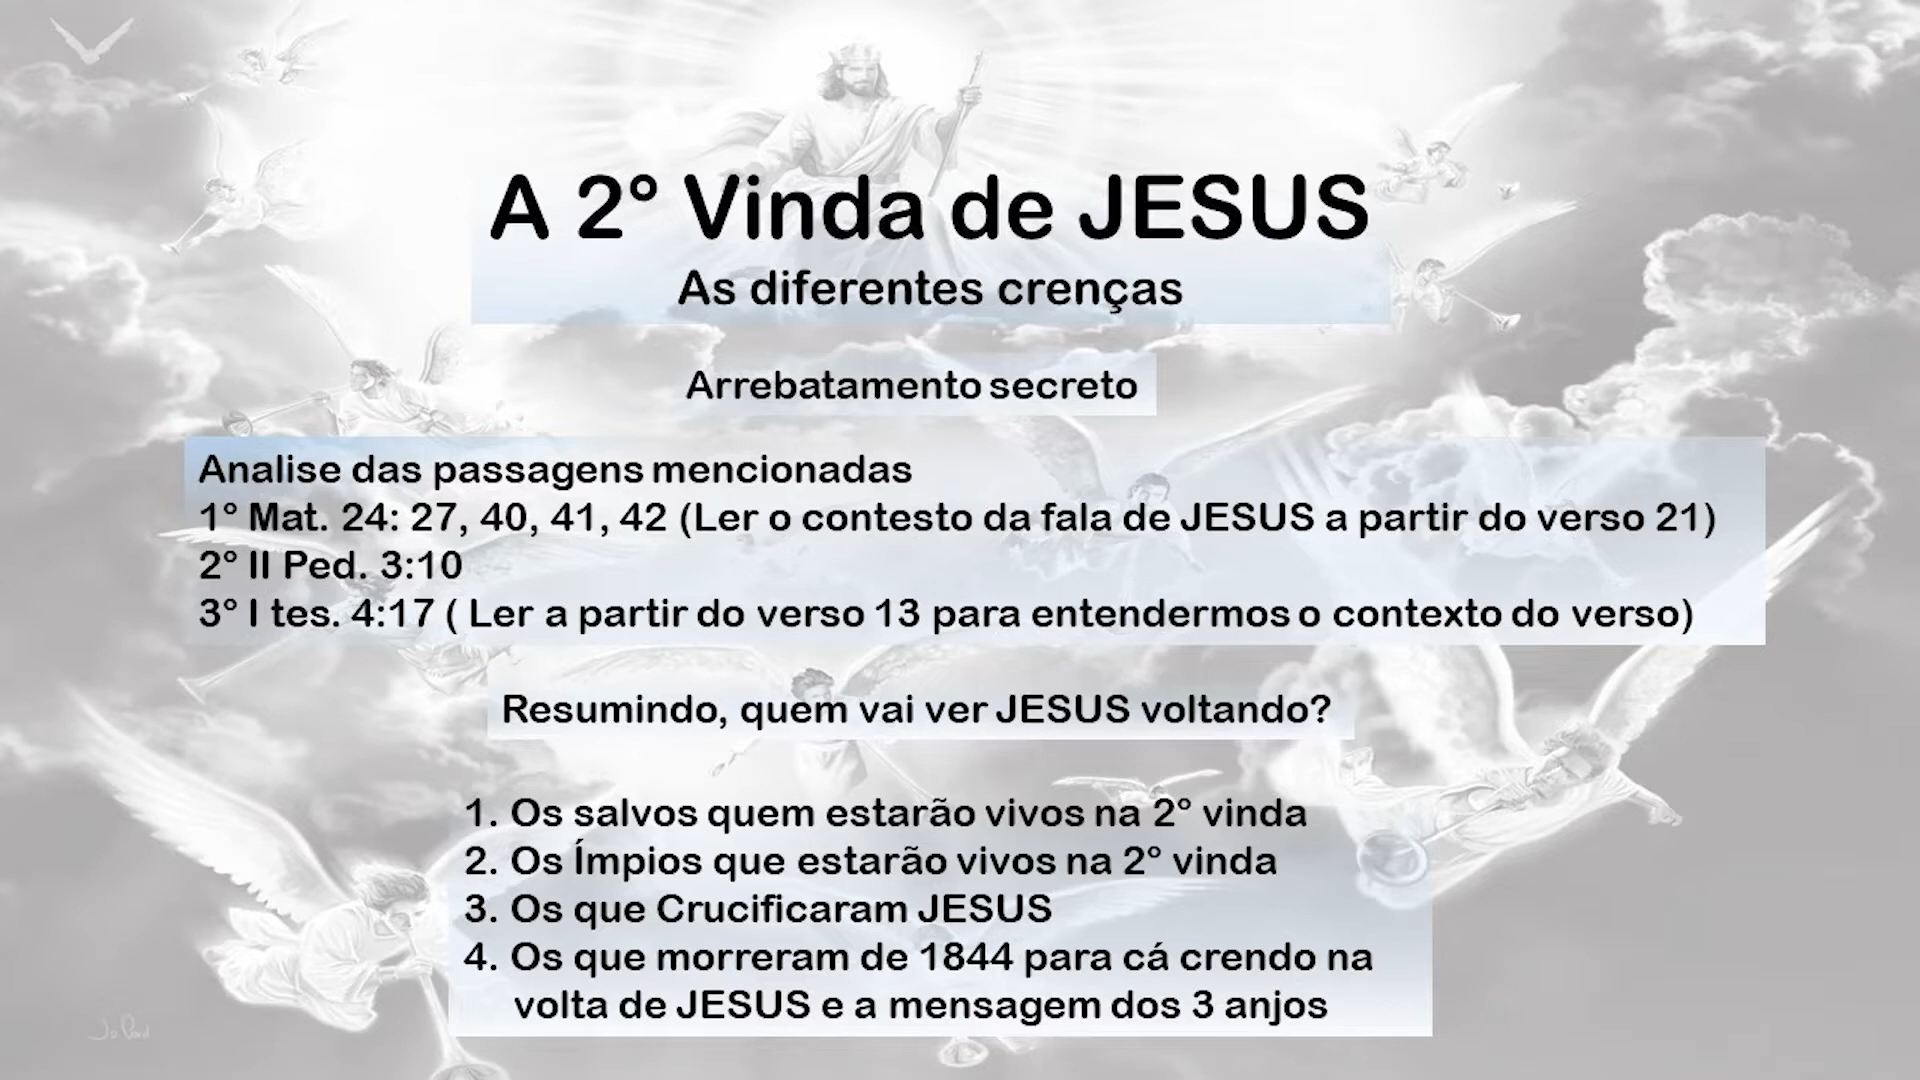 A 2° Vinda de JESUS
As diferentes crenças
Arrebatamento secreto
Analise das passagens mencionadas
1° Mat. 24: 27, 40, 41, 42 (Ler o contesto da fala de JESUS a partir do verso 21)
2° II Ped. 3:10
3° I tes. 4:17 ( Ler a partir do verso 13 para entendermos o contexto do verso)
Resumindo, quem vai ver JESUS voltando?
1. Os salvos quem estarão vivos na 2° vinda
2. Os Ímpios que estarão vivos na 2° vinda
3. Os que Crucificaram JESUS
4. Os que morreram de 1844 para cá crendo na
volta de JESUS e a mensagem dos 3 anjos